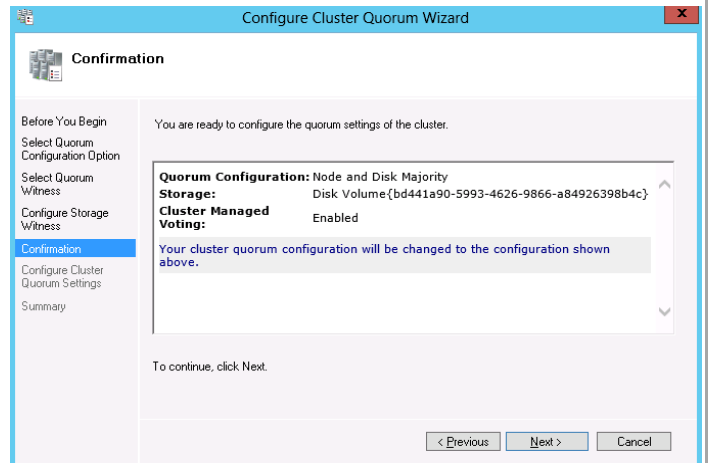 Configure Cluster Quorum Wizard
x
Confirmation
Before You Begin
Select Quorum
Configuration Option
Select Quorum
Witness
Configure Storage
Witness
Confirmation
Configure Cluster
Quorum Settings
Summary
You are ready to configure the quorum settings of the cluster.
Quorum Configuration: Node and Disk Majority
Storage: Disk Volume{bd441a90-5993-4626-9866-a84926398b4c}
Cluster Managed
Voting: Enabled
Your cluster quorum configuration will be changed to the configuration shown
above.
To continue, click Next.
< Previous Next > Cancel